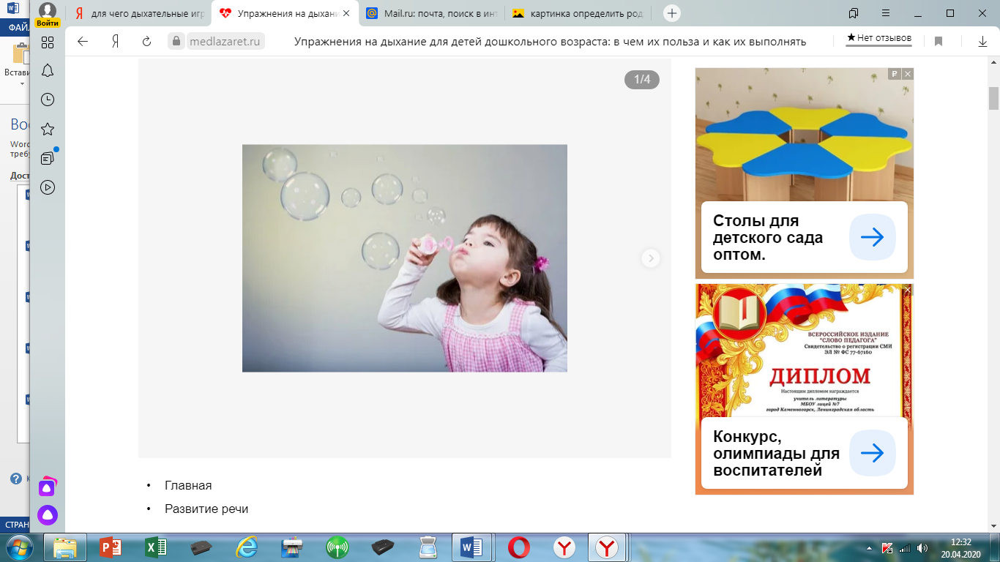 ФАЙЛ
Встави
Вос
Word
требу
Дост
СТРАН
Войти
для чего дыхательные игр
Упражнения на дыхани
Mail.ru: почта, поиск в инт
картинка определить род
medlazaret.ru
Упражнения на дыхание для детей дошкольного возраста: в чем их польза и как их выполнять
★Нет отзывов
1/4
Столы для
детского сада
оптом.
ВСЕРОССИЙСКОЕ ИЗДАНИЕ
"СЛОВО ПЕДАГОГА"
Свидетельство о регистрации СМИ
ЭЛ № ФС 77-67160
ДИПЛОМ
Настоящим дипломом награждается
учитель литературы
МБОУ лицей №7
город Каменногорск, Ленинградская область
Конкурс,
олимпиады для
воспитателей
• Главная
• Развитие речи
12:32
20.04.2020